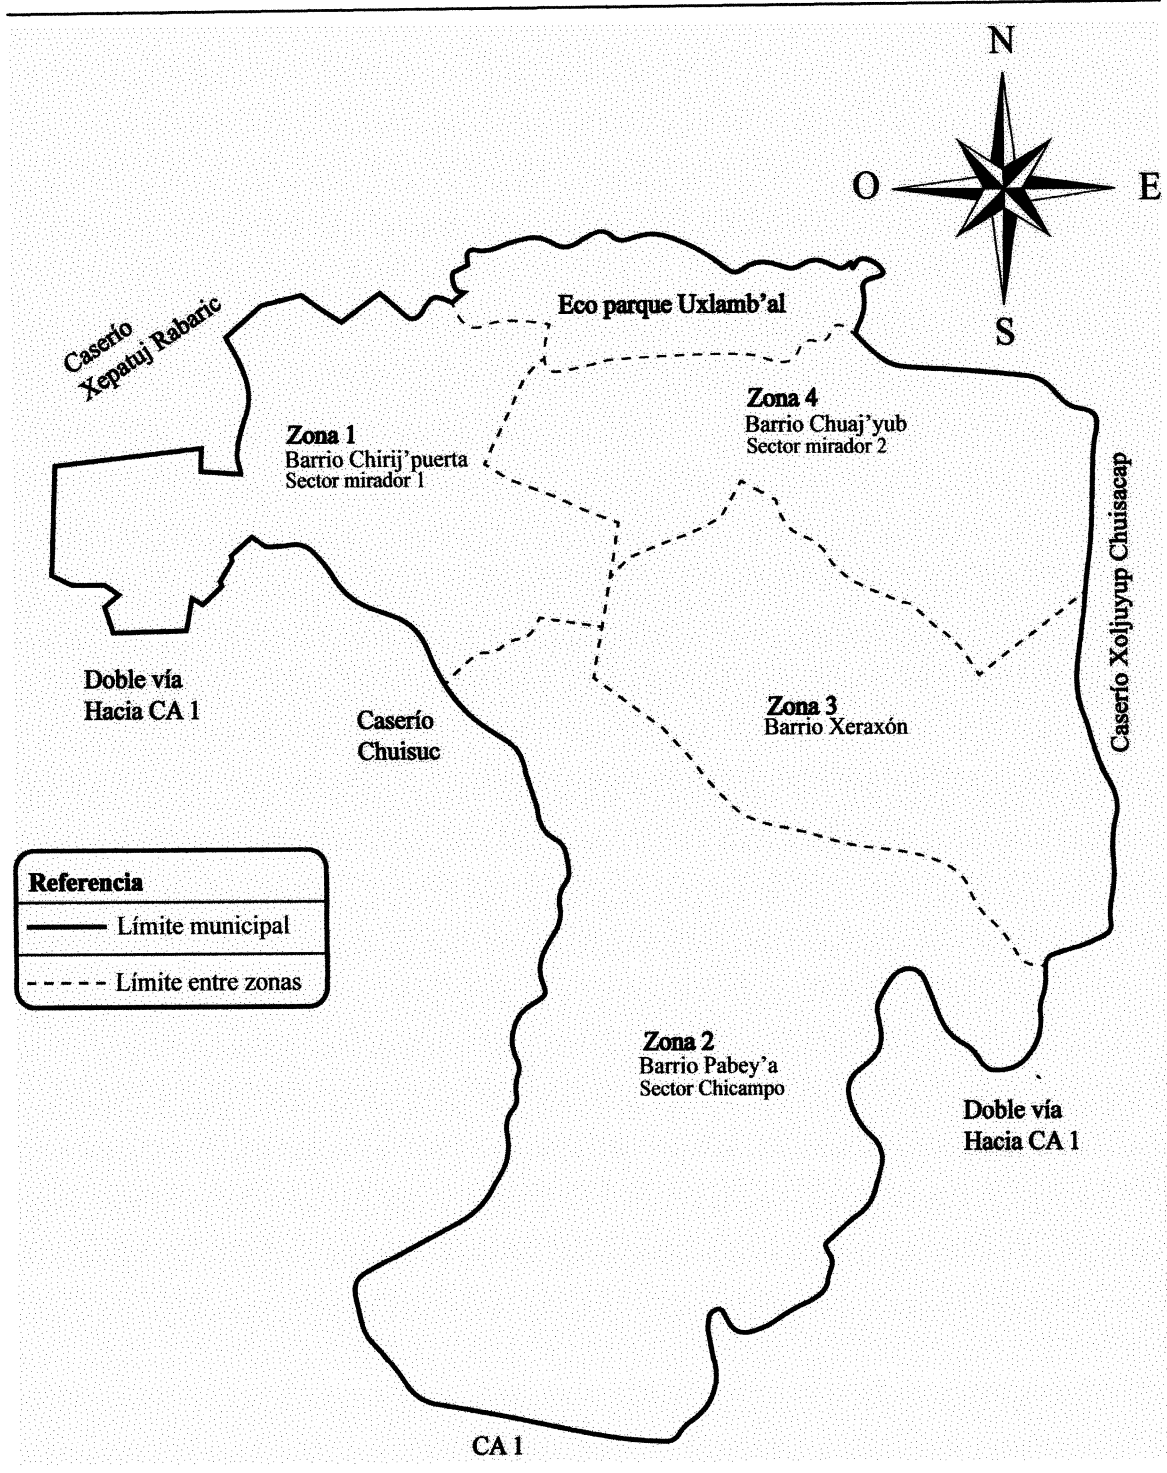 N
O
E
S
Eco parque Uxlamb'al
Caserío
Xepatuj Rabaric
Zona 4
Barrio Chuaj'yub
Sector mirador 2
Zona 1
Barrio Chirij'puerta
Sector mirador 1
Caserío Xoljuyup Chuisacap
Doble vía
Hacia CA 1
Caserío
Chuisuc
Zona 3
Barrio Xeraxón
Referencia
Límite municipal
Límite entre zonas
Zona 2
Barrio Pabey'a
Sector Chicampo
Doble vía
Hacia CA 1
CA 1